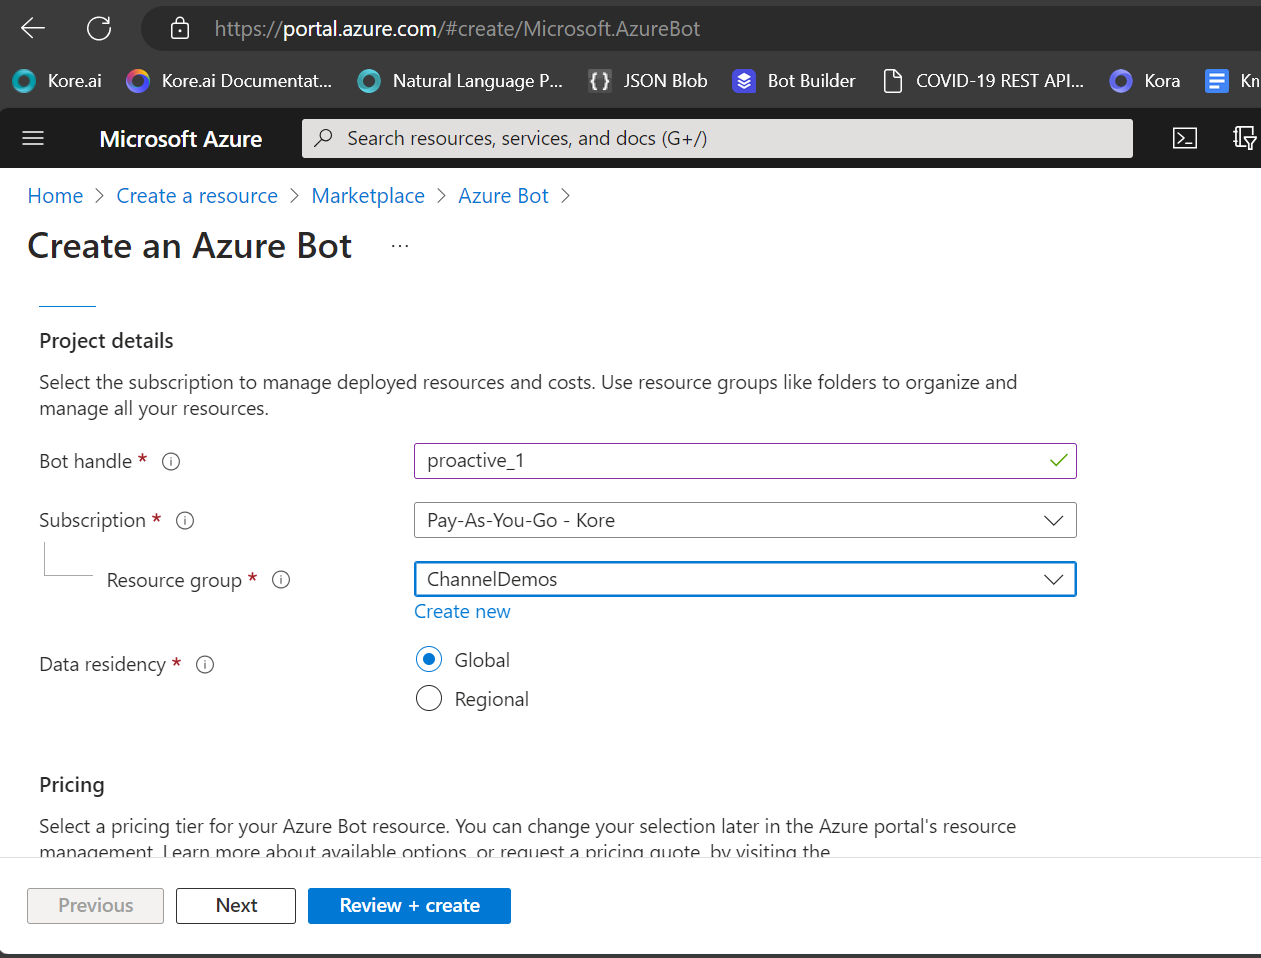 https://portal.azure.com/#create/Microsoft.AzureBot
Kore.ai Kore.ai Documentat... Natural Language P... {} JSON Blob Bot Builder COVID-19 REST API... Kora Kn
Microsoft Azure Search resources, services, and docs (G+/)
Home > Create a resource > Marketplace > Azure Bot >
Create an Azure Bot ...
Project details
Select the subscription to manage deployed resources and costs. Use resource groups like folders to organize and
manage all your resources.
Bot handle * proactive_1
Subscription * Pay-As-You-Go - Kore
Resource group * ChannelDemos
Create new
Data residency * Global
Regional
Pricing
Select a pricing tier for your Azure Bot resource. You can change your selection later in the Azure portal's resource
management. Learn more about available options, or request a pricing quote, by visiting the
Previous Next Review + create